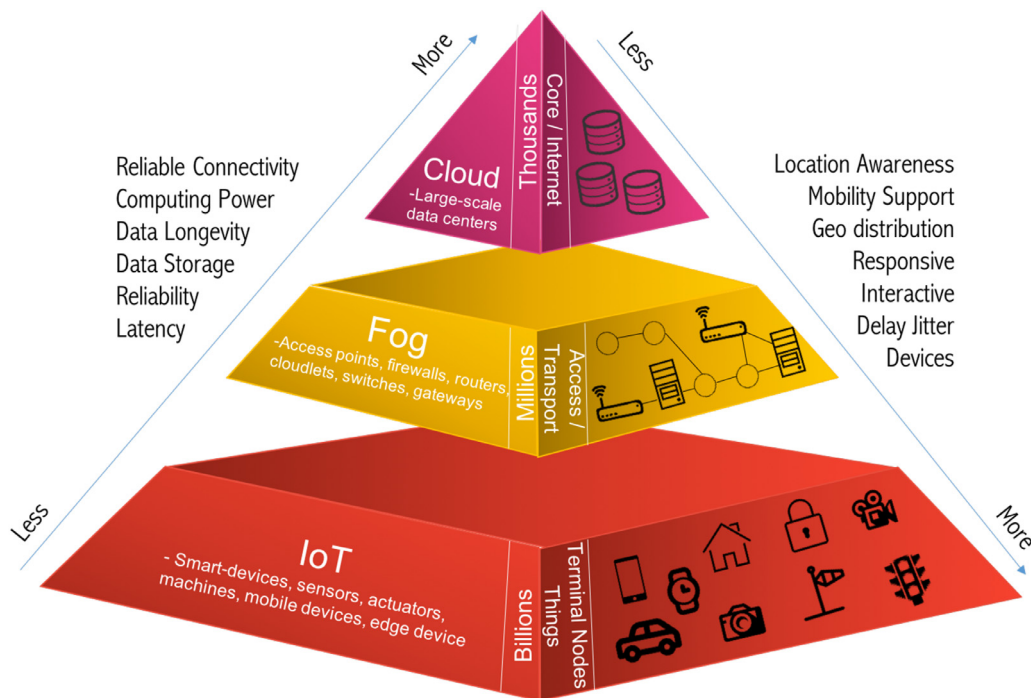 More
Less
Reliable Connectivity
Computing Power
Data Longevity
Data Storage
Reliability
Latency
Less
Cloud
-Large-scale
data centers
Thousands
Core / Internet
Location Awareness
Mobility Support
Geo distribution
Responsive
Interactive
Delay Jitter
Devices
More
Fog
-Access points, firewalls, routers,
cloudlets, switches, gateways
Millions
Access /
Transport
IoT
- Smart-devices, sensors, actuators,
machines, mobile devices, edge device
Billions
Terminal Nodes
Things